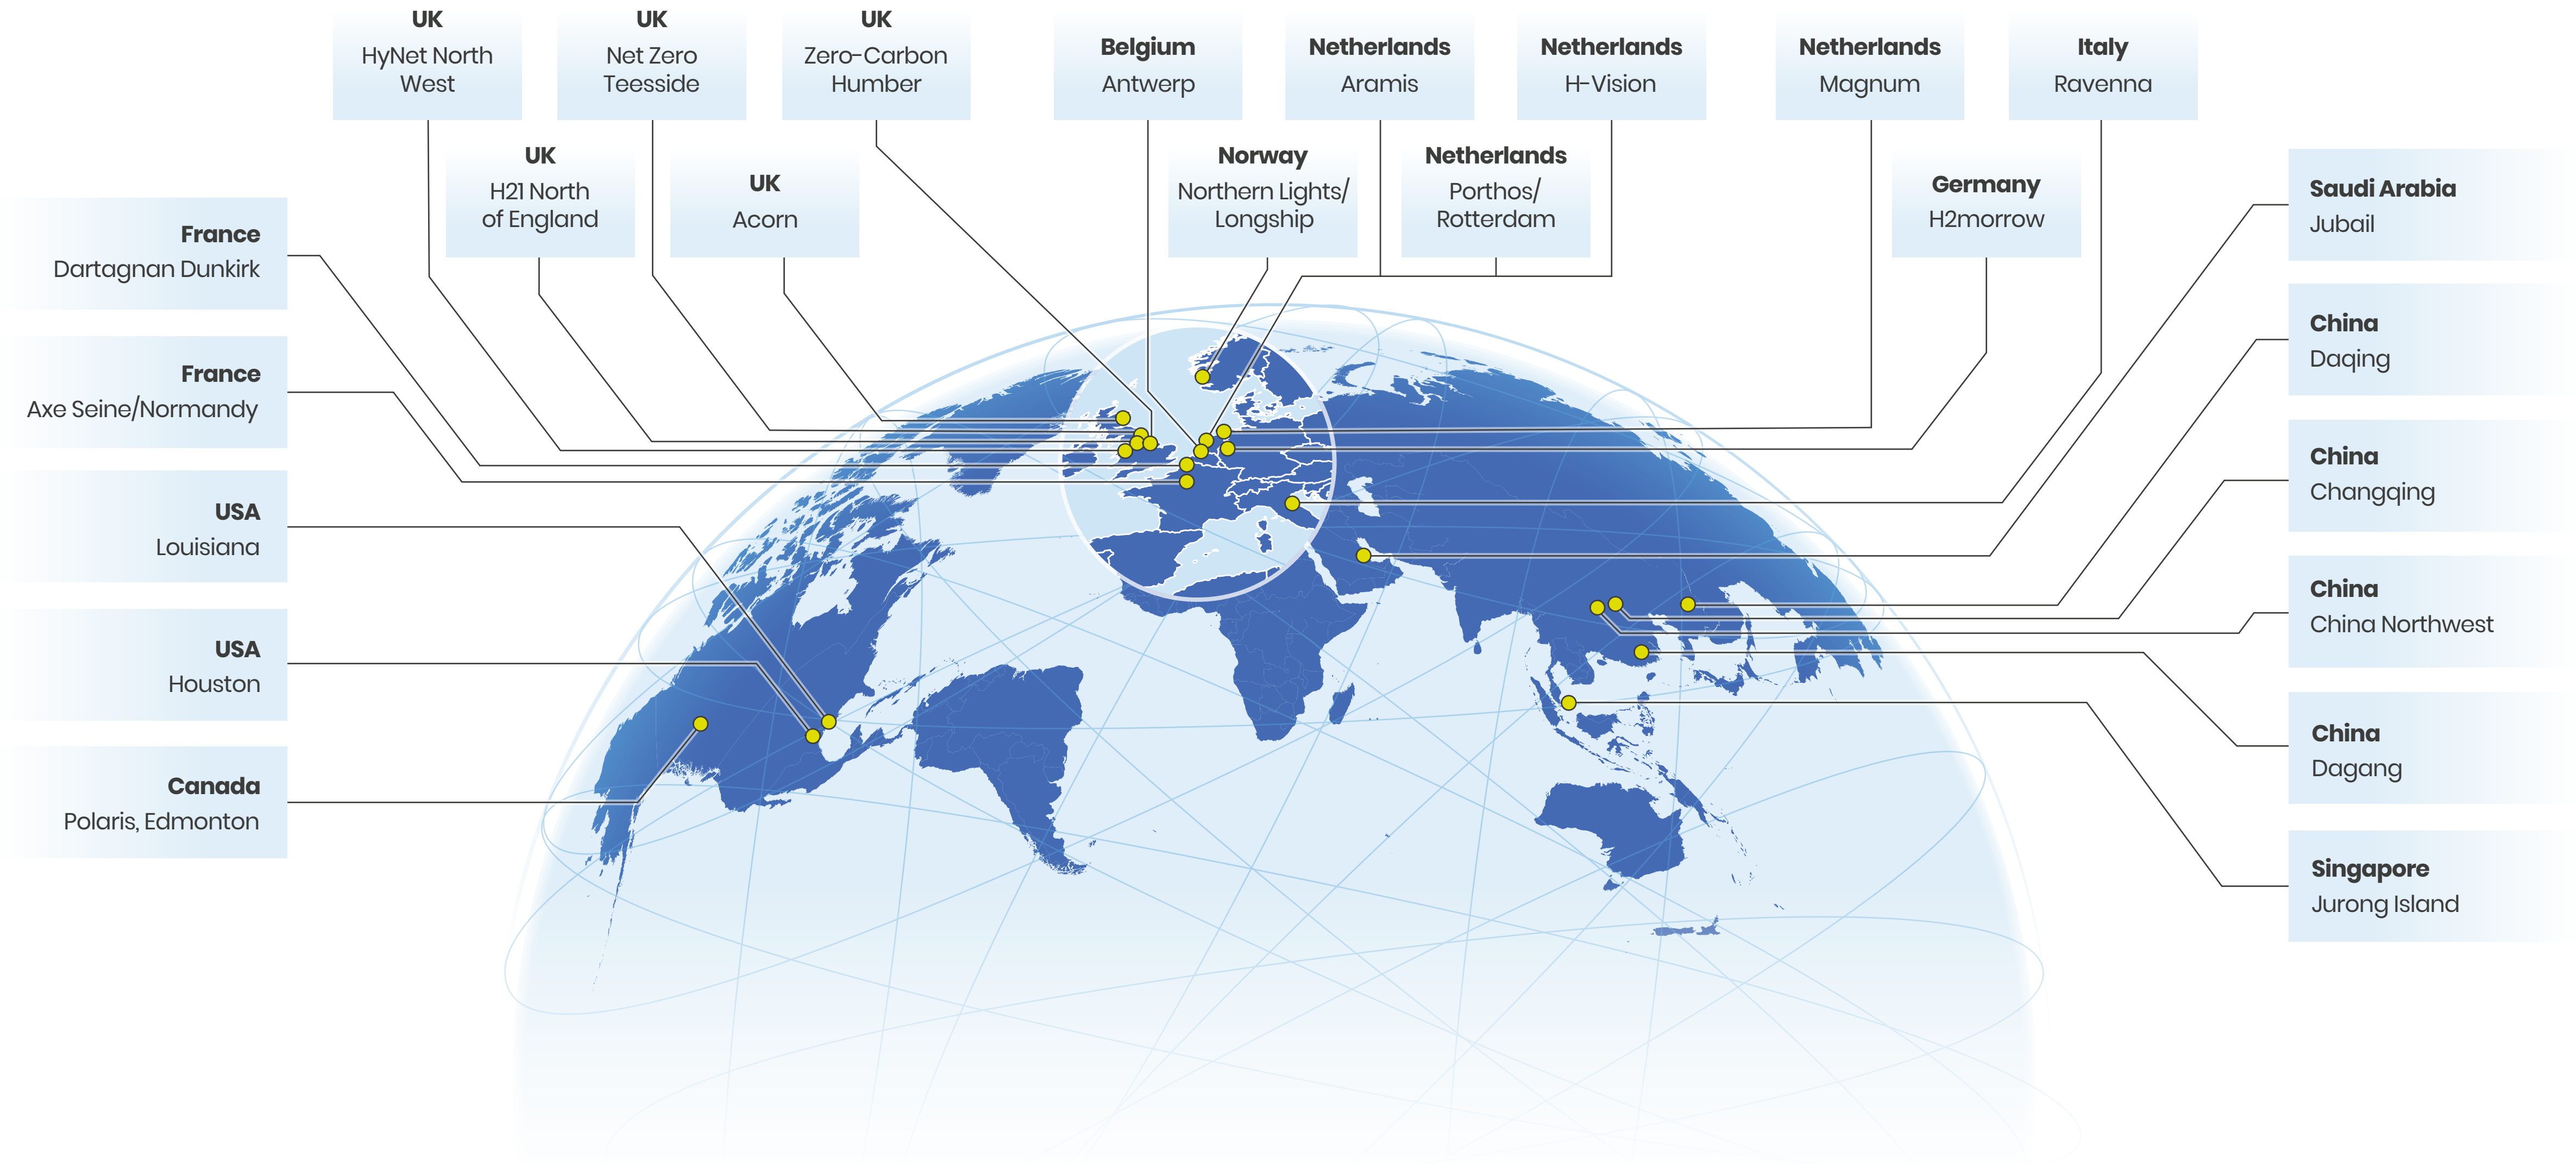 UK
HyNet North
West
UK
Net Zero
Teesside
UK
Zero-Carbon
Humber
Belgium
Antwerp
Netherlands
Aramis
Netherlands
H-Vision
Netherlands
Magnum
Italy
Ravenna
UK
H21 North
of England
UK
Acorn
Norway
Northern Lights/
Longship
Netherlands
Porthos/
Rotterdam
Germany
H2morrow
France
Dartagnan Dunkirk
France
Axe Seine/Normandy
USA
Louisiana
USA
Houston
Canada
Polaris, Edmonton
Saudi Arabia
Jubail
China
Daqing
China
Changqing
China
China Northwest
China
Dagang
Singapore
Jurong Island